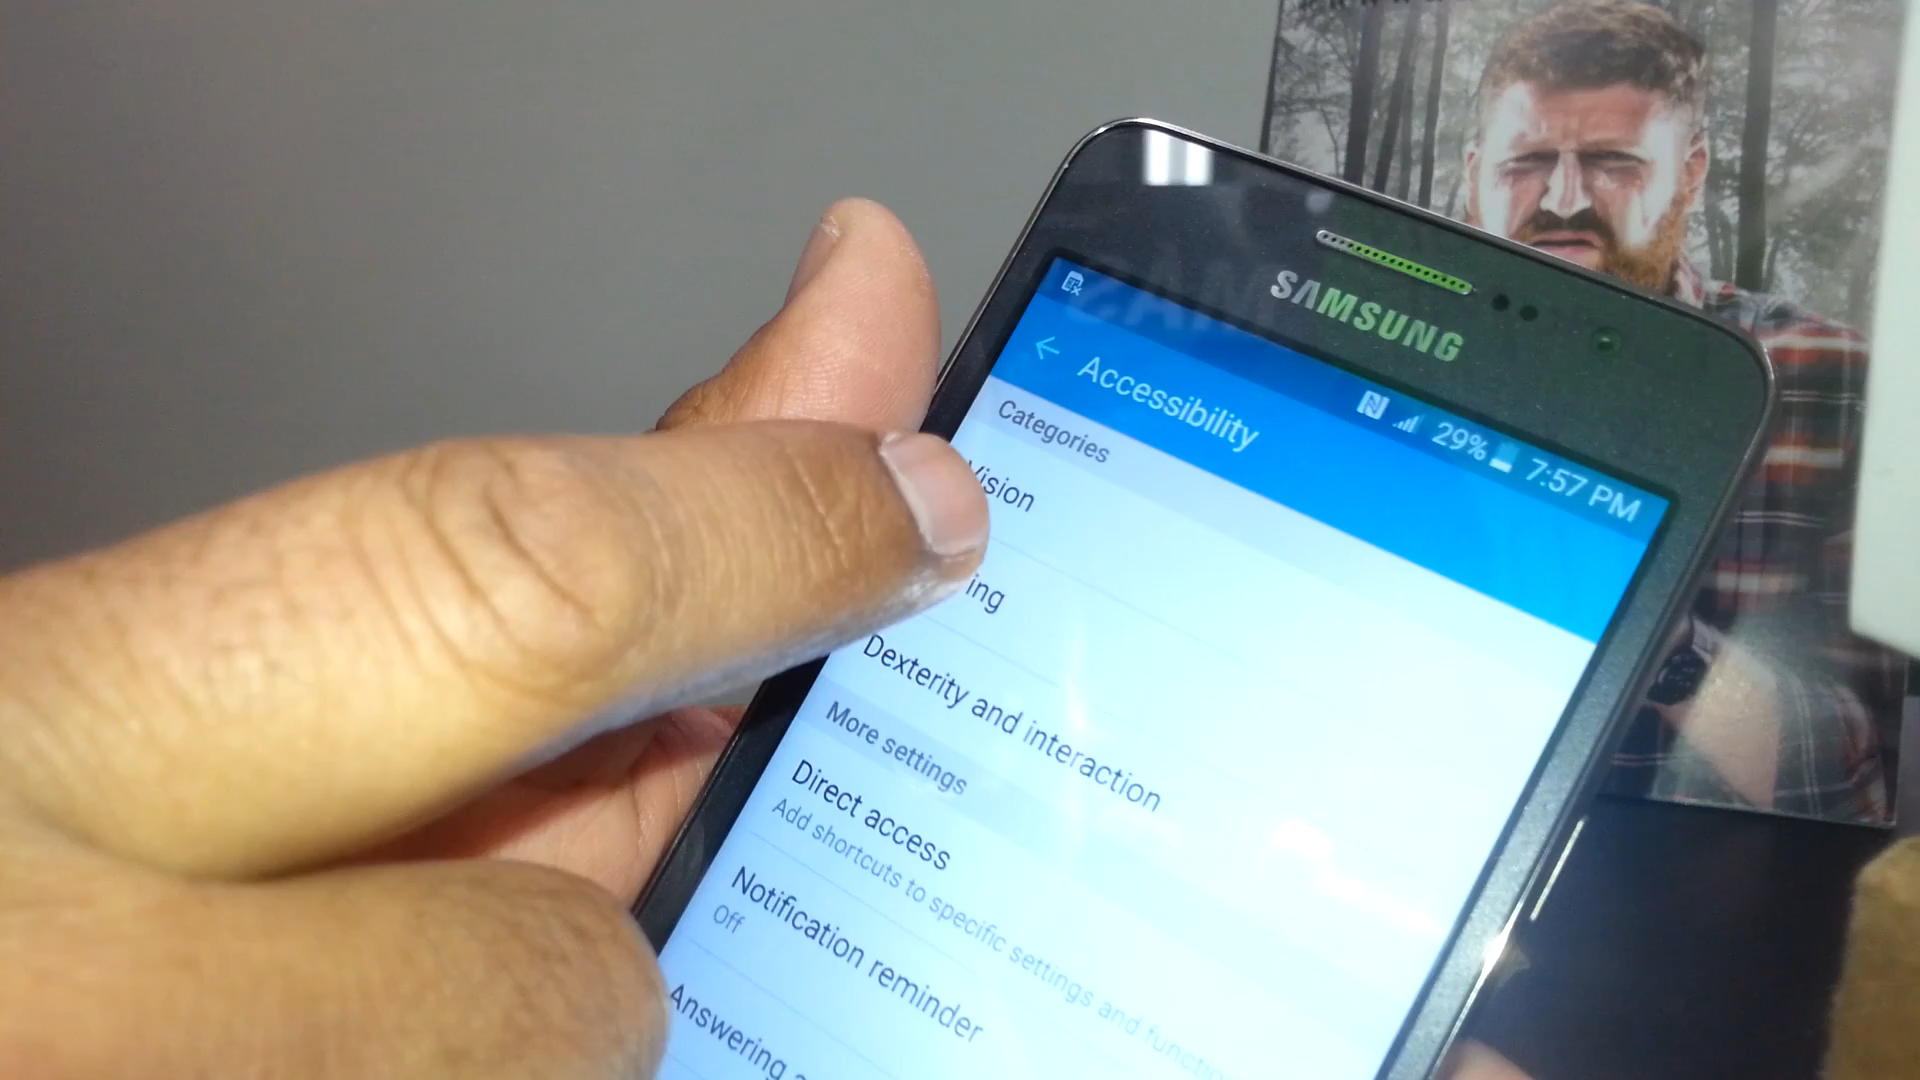 SAMSUNG
29% 7:57 PM
Accessibility
Categories
Vision
ing
Dexterity and interaction
More settings
Direct access
Add shortcuts to specific settings and functio
Notification reminder
Off
Answering